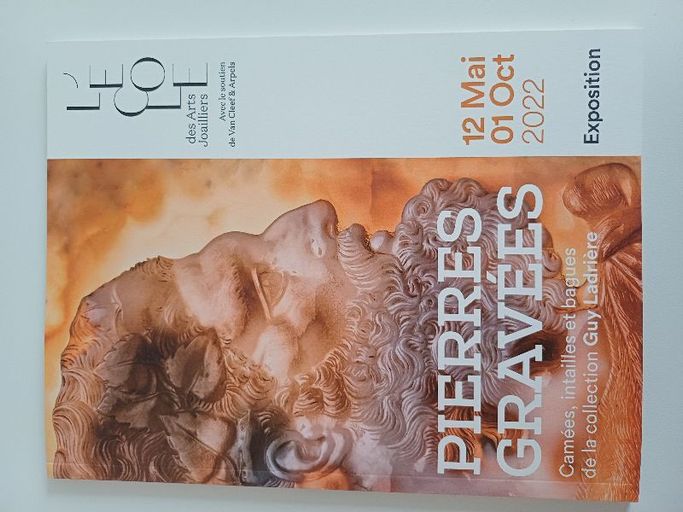 L'E
CO
LE
des Arts
Joailliers
Avec le soutien
de Van Cleef & Arpels
12 Mai
01 Oct
2022
Exposition
PIERRES
GRAVÉES
Camées, intailles et bagues
de la collection Guy Ladrière